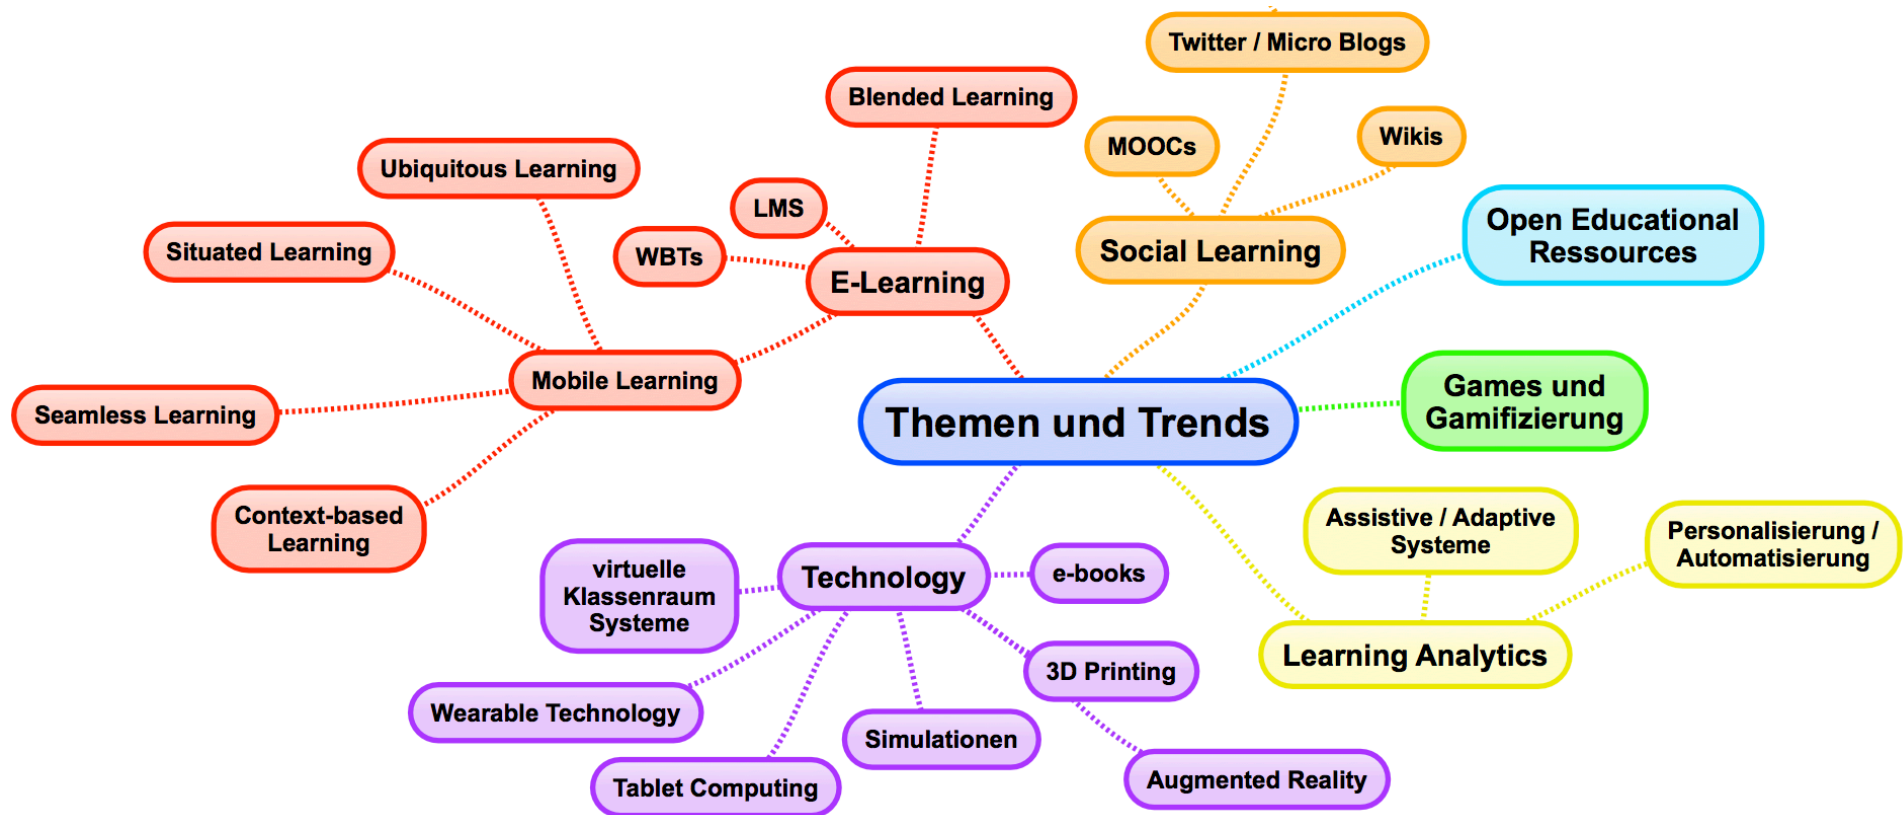 Twitter / Micro Blogs
Blended Learning
MOOCs
Wikis
Ubiquitous Learning
LMS
Situated Learning
WBTs
E-Learning
Social Learning
Open Educational
Ressources
Mobile Learning
Seamless Learning
Themen und Trends
Games und
Gamifizierung
Context-based
Learning
Assistive / Adaptive
Systeme
Personalisierung /
Automatisierung
virtuelle
Klassenraum
Systeme
Technology
e-books
Learning Analytics
3D Printing
Wearable Technology
Simulationen
Tablet Computing
Augmented Reality